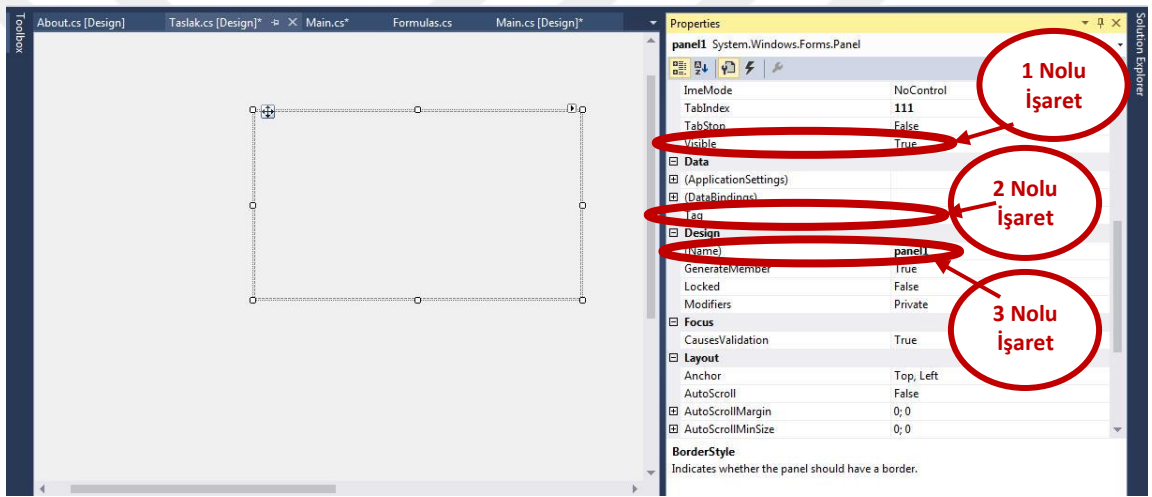 Toolbox
About.cs [Design]
Taslak.cs [Design]*
Main.cs*
Formulas.cs
Main.cs [Design]*
Properties
panel1 System.Windows.Forms.Panel
ImeMode NoControl
TabIndex 111
TabStop False
Visible True
Data
(ApplicationSettings)
(DataBindings)
Tag
Design
(Name) panel1
GenerateMember True
Locked False
Modifiers Private
Focus
CausesValidation True
Layout
Anchor Top, Left
AutoScroll False
AutoScrollMargin 0; 0
AutoScrollMinSize 0; 0
BorderStyle
Indicates whether the panel should have a border.
1 Nolu
İşaret
2 Nolu
İşaret
3 Nolu
İşaret
Solution Explorer